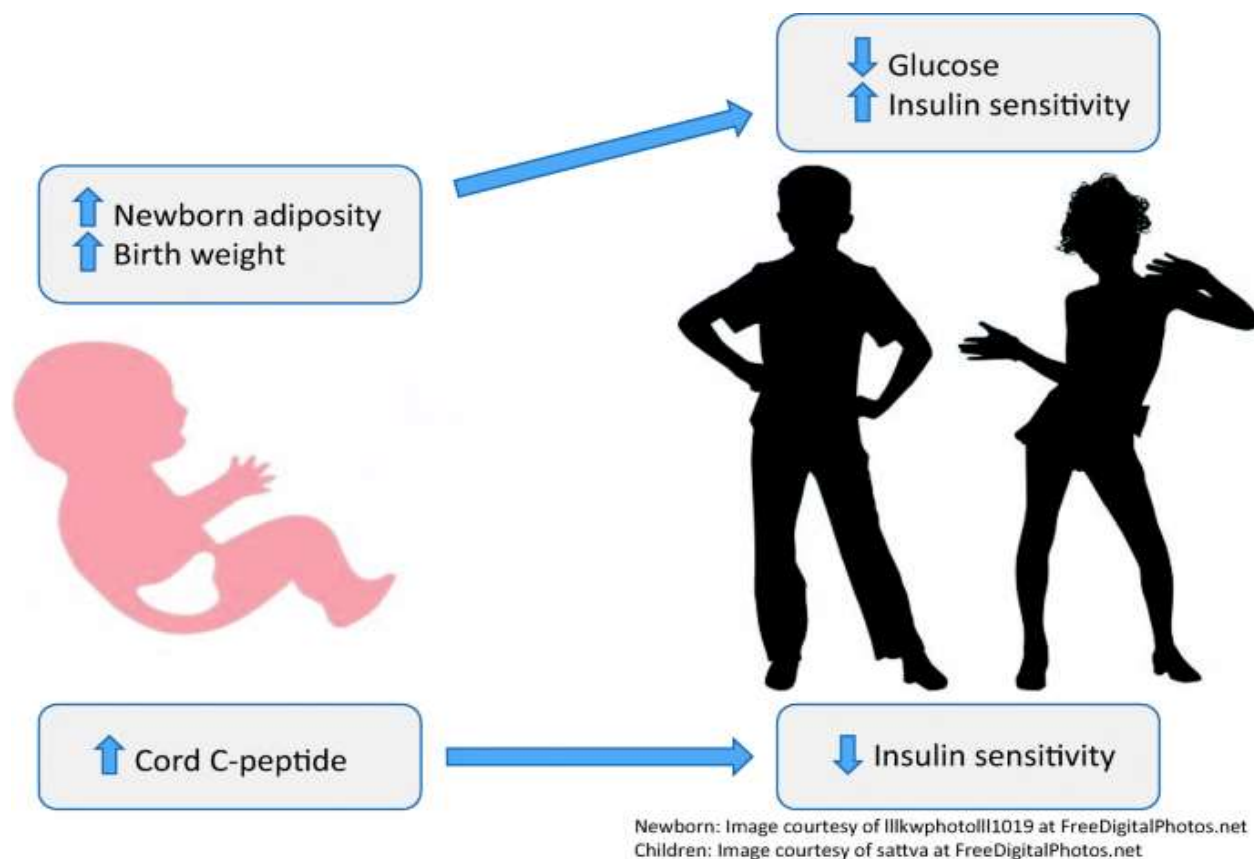 Glucose
Insulin sensitivity
Newborn adiposity
Birth weight
Cord C-peptide
Insulin sensitivity
Newborn: Image courtesy of lllkwphotolll1019 at FreeDigitalPhotos.net
Children: Image courtesy of sattva at FreeDigitalPhotos.net